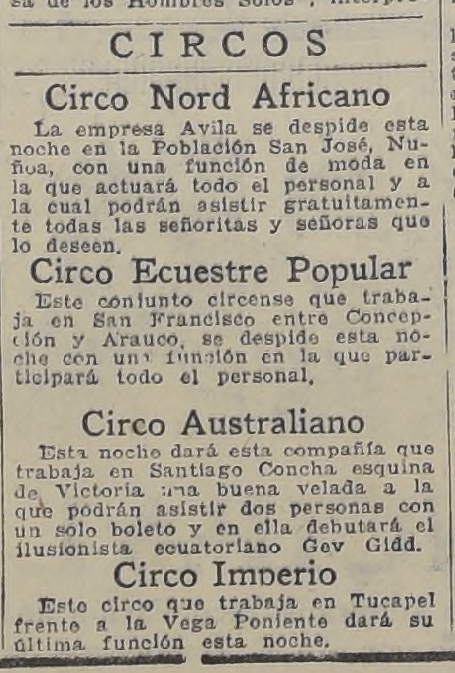 sa de los Hombres Solos",
CIRCOS
Circo Nord Africano
La empresa Avila se despide esta
noche en la Población San José, Ñu-
ñoa, con una función de moda en
la que actuará todo el personal y a
la cual podrán asistir gratuitamen-
te todas las señoritas y señoras que
lo deseen.
Circo Ecuestre Popular
Este conjunto circense que traba-
ja en San Francisco entre Concep-
ción y Arauco, se despide esta no-
che con una función en la que par-
ticipará todo el personal.
Circo Australiano
Esta noche dará esta compañía que
trabaja en Santiago Concha esquina
de Victoria una buena velada a la
que podrán asistir dos personas con
un solo boleto y en ella debutará el
ilusionista ecuatoriano Gev Gidd.
Circo Imperio
Este circo que trabaja en Tucapel
frente a la Vega Poniente dará su
última función esta noche.